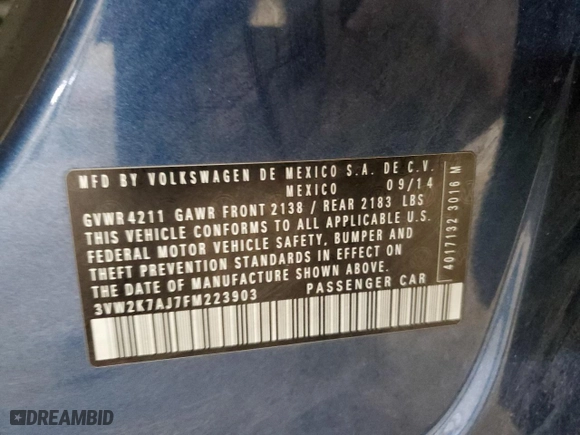 MFD BY VOLKSWAGEN DE MEXICO S.A. DE C.V.
MEXICO 09/14
GVWR 4211 GAWR FRONT 2138 / REAR 2183 LBS
THIS VEHICLE CONFORMS TO ALL APPLICABLE U.S.
FEDERAL MOTOR VEHICLE SAFETY, BUMPER AND
THEFT PREVENTION STANDARDS IN EFFECT ON
THE DATE OF MANUFACTURE SHOWN ABOVE.
3VW2K7AJ7FM223903 PASSENGER CAR
4017132 3016 M
DREAMBID